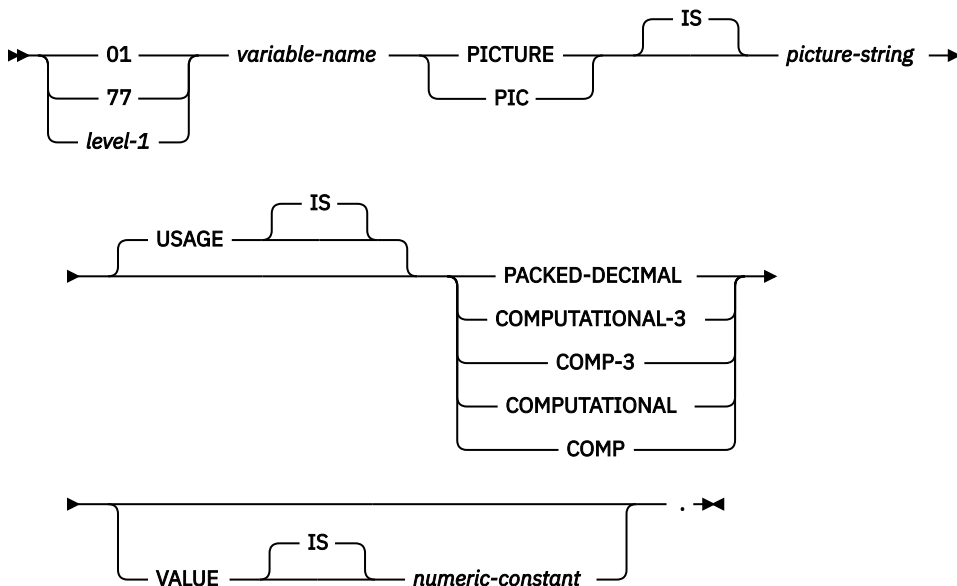 IS
01 variable-name PICTURE picture-string
77 PIC
level-1
IS
USAGE
PACKED-DECIMAL
COMPUTATIONAL-3
COMP-3
COMPUTATIONAL
COMP
.
IS
VALUE numeric-constant